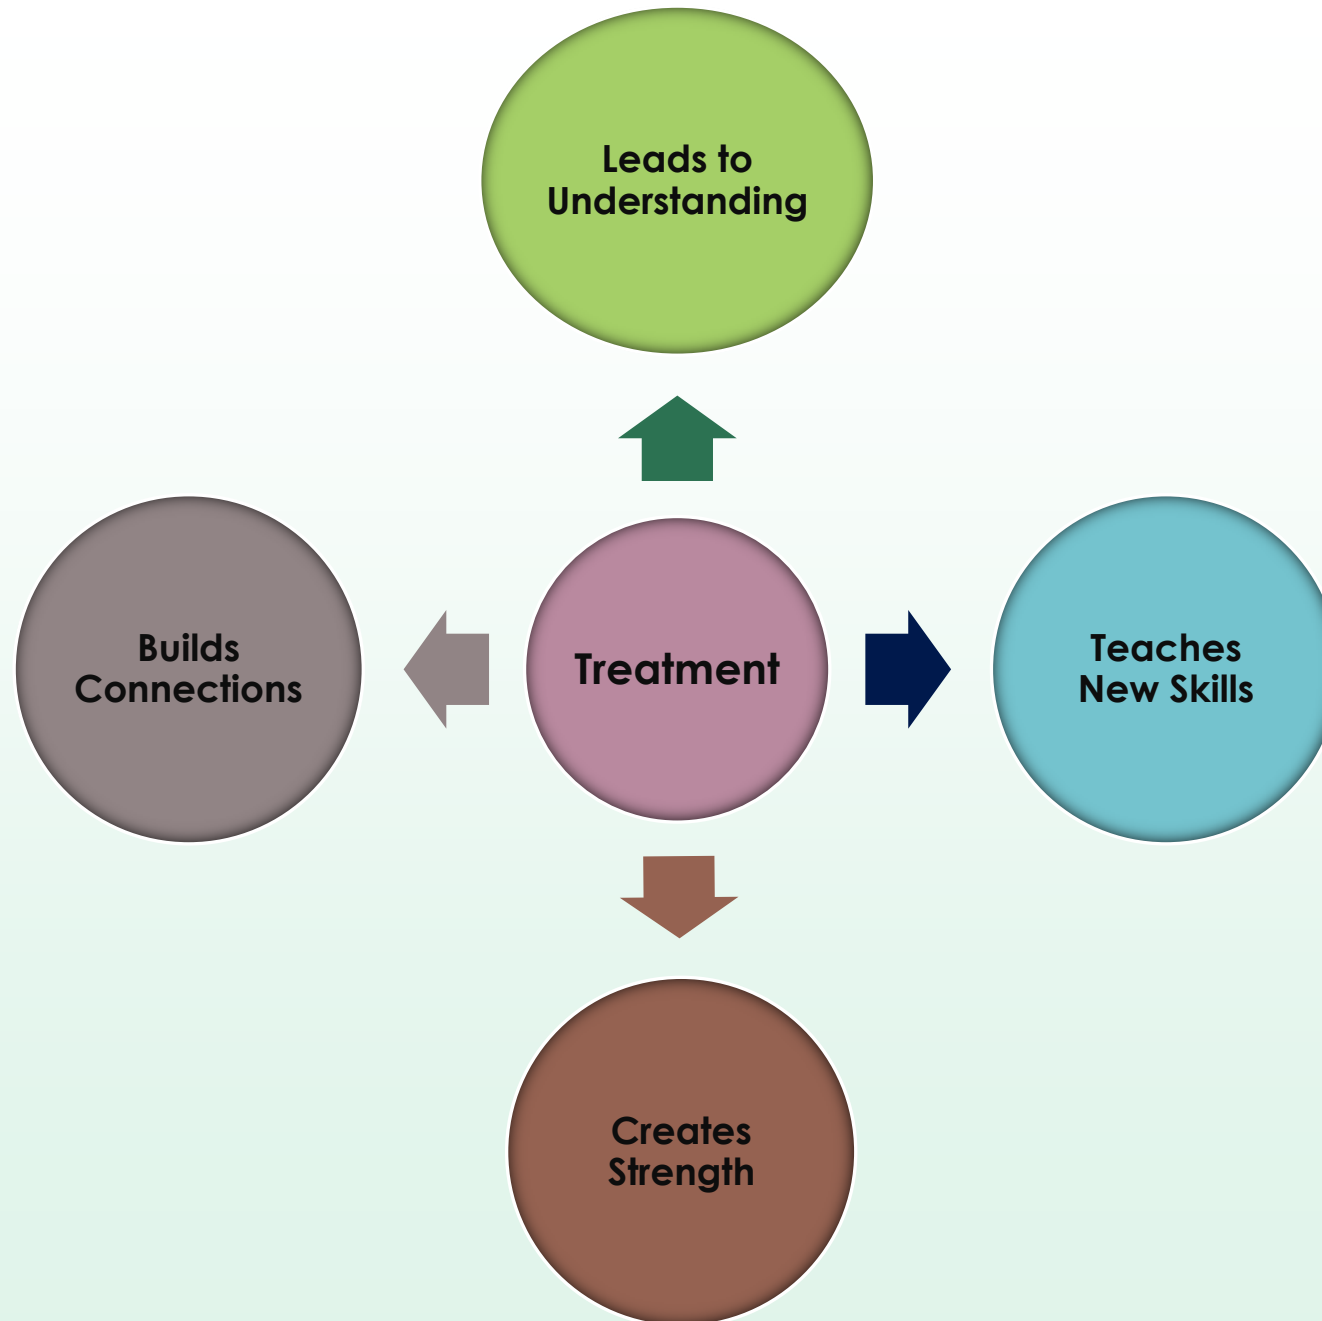 Leads to
Understanding
Builds
Connections
Treatment
Teaches
New Skills
Creates
Strength